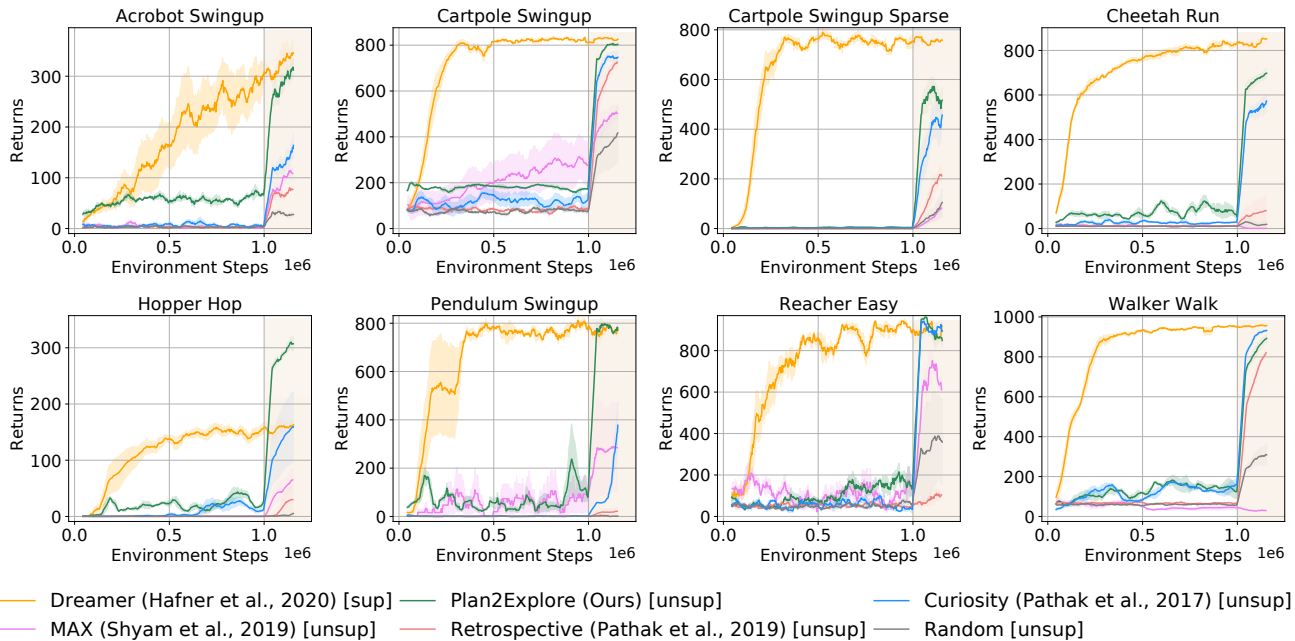 Acrobot Swingup
Cartpole Swingup
Cartpole Swingup Sparse
Cheetah Run
Returns
300
200
100
0
0.0
0.5
1.0
Environment Steps
1e6
Returns
800
600
400
200
0
0.0
0.5
1.0
Environment Steps
1e6
Returns
800
600
400
200
0
0.0
0.5
1.0
Environment Steps
1e6
Returns
800
600
400
200
0
0.0
0.5
1.0
Environment Steps
1e6
Hopper Hop
Pendulum Swingup
Reacher Easy
Walker Walk
Returns
300
200
100
0
0.0
0.5
1.0
Environment Steps
1e6
Returns
800
600
400
200
0
0.0
0.5
1.0
Environment Steps
1e6
Returns
800
600
400
200
0
0.0
0.5
1.0
Environment Steps
1e6
Returns
1000
800
600
400
200
0
0.0
0.5
1.0
Environment Steps
1e6
Dreamer (Hafner et al., 2020) [sup]
Plan2Explore (Ours) [unsup]
Curiosity (Pathak et al., 2017) [unsup]
MAX (Shyam et al., 2019) [unsup]
Retrospective (Pathak et al., 2019) [unsup]
Random [unsup]